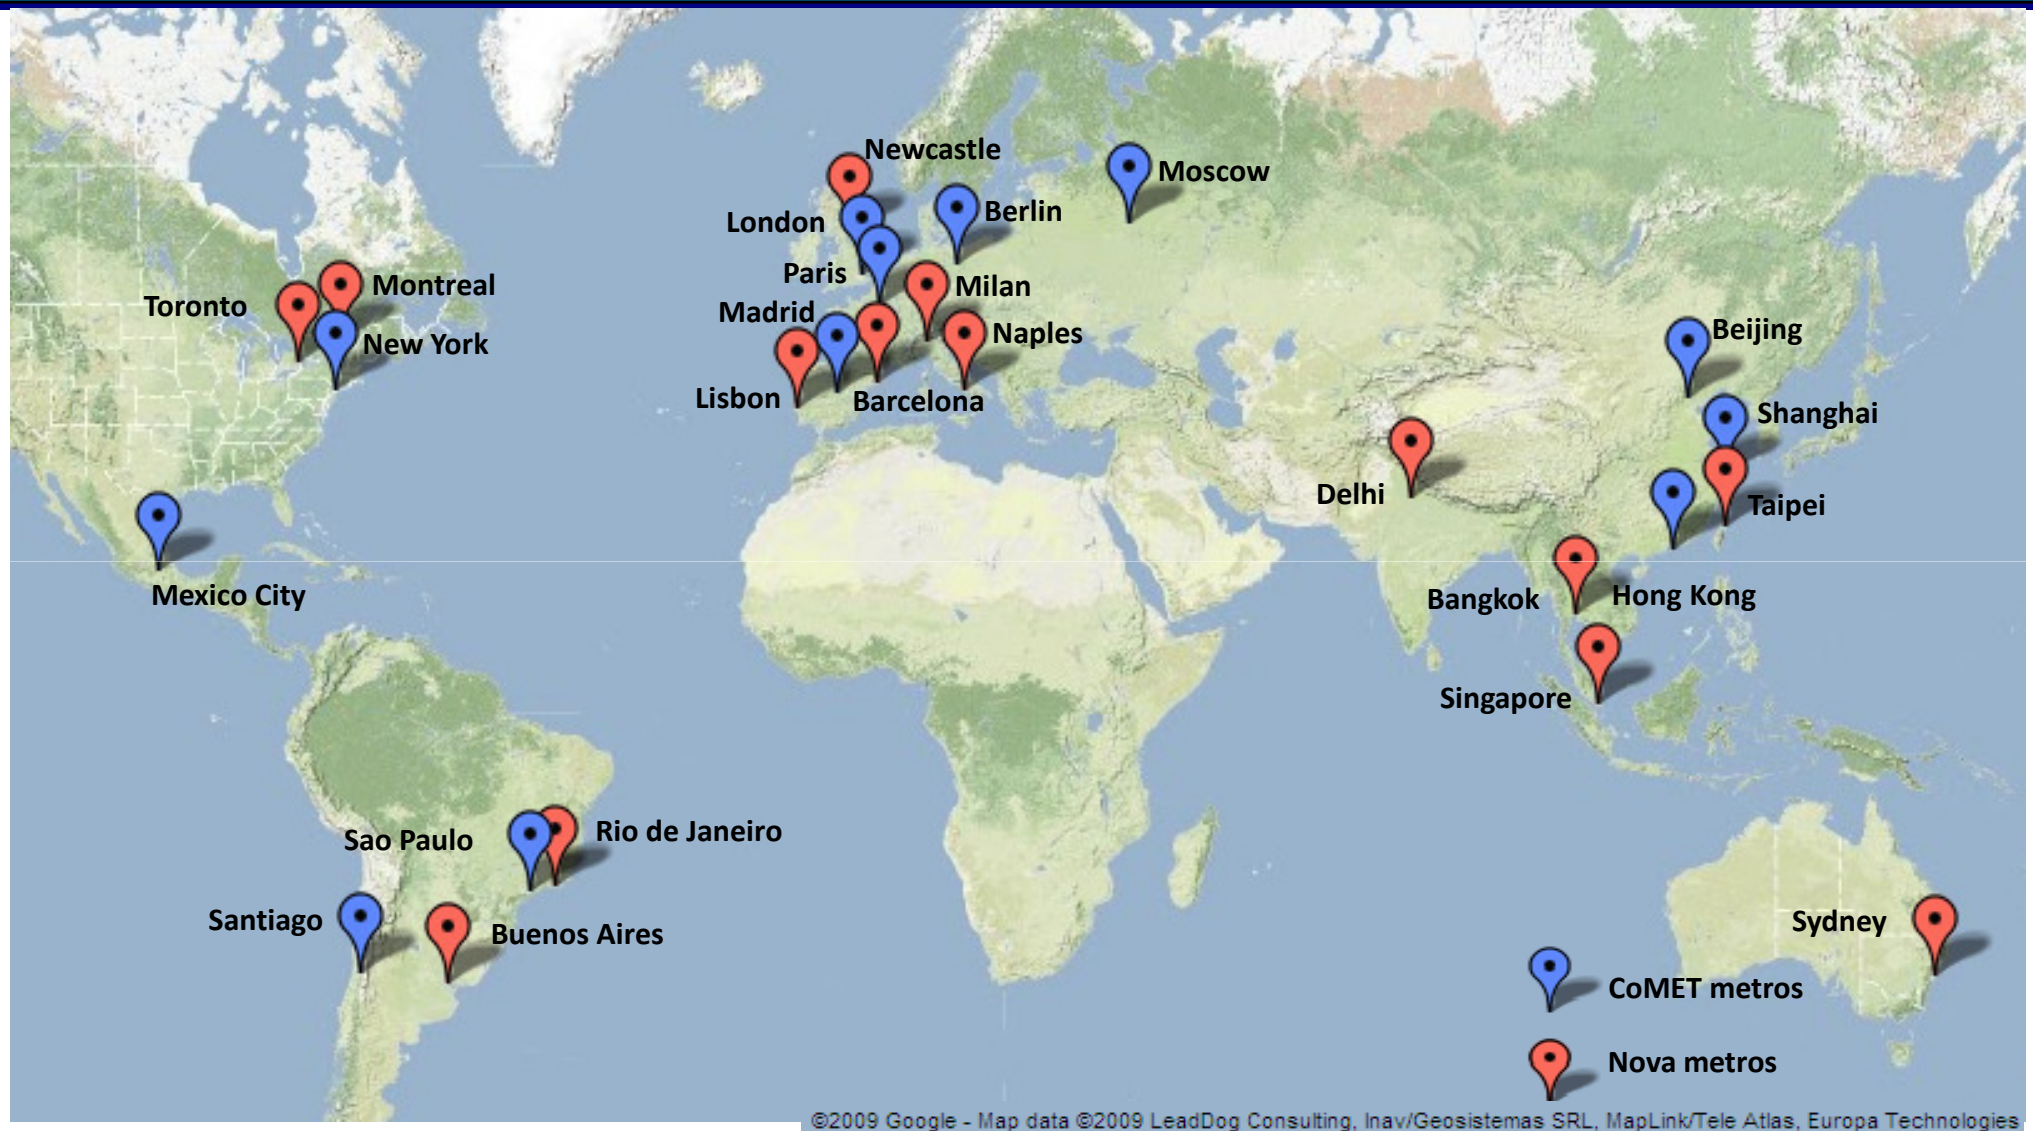 Newcastle
Moscow
London
Berlin
Paris
Montreal
Milan
Toronto
Madrid
New York
Naples
Beijing
Lisbon
Barcelona
Shanghai
Delhi
Taipei
Mexico City
Bangkok
Hong Kong
Singapore
Sao Paulo
Rio de Janeiro
Santiago
Buenos Aires
Sydney
CoMET metros
Nova metros
©2009 Google - Map data ©2009 LeadDog Consulting, Inav/Geosistemas SRL, MapLink/Tele Atlas, Europa Technologies